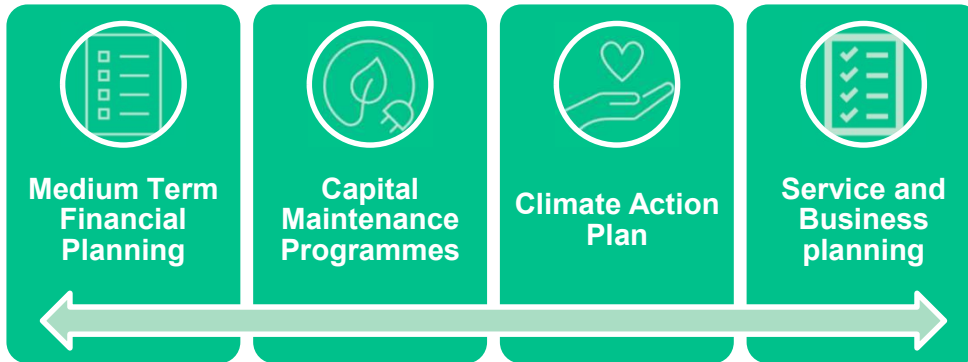 Medium Term
Financial
Planning
Capital
Maintenance
Programmes
Climate Action
Plan
Service and
Business
planning